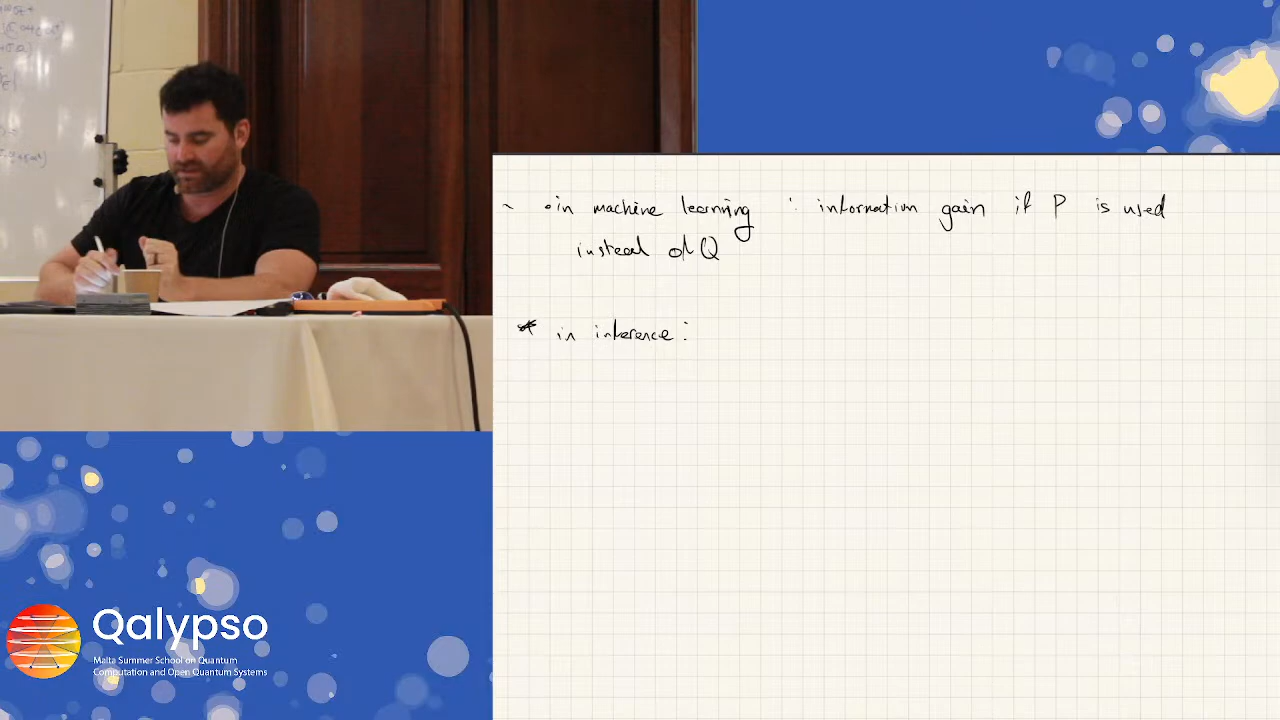 • in machine learning : information gain if P is used
instead of Q
* in inference :
Qalypso
Malta Summer School on Quantum
Computation and Open Quantum Systems